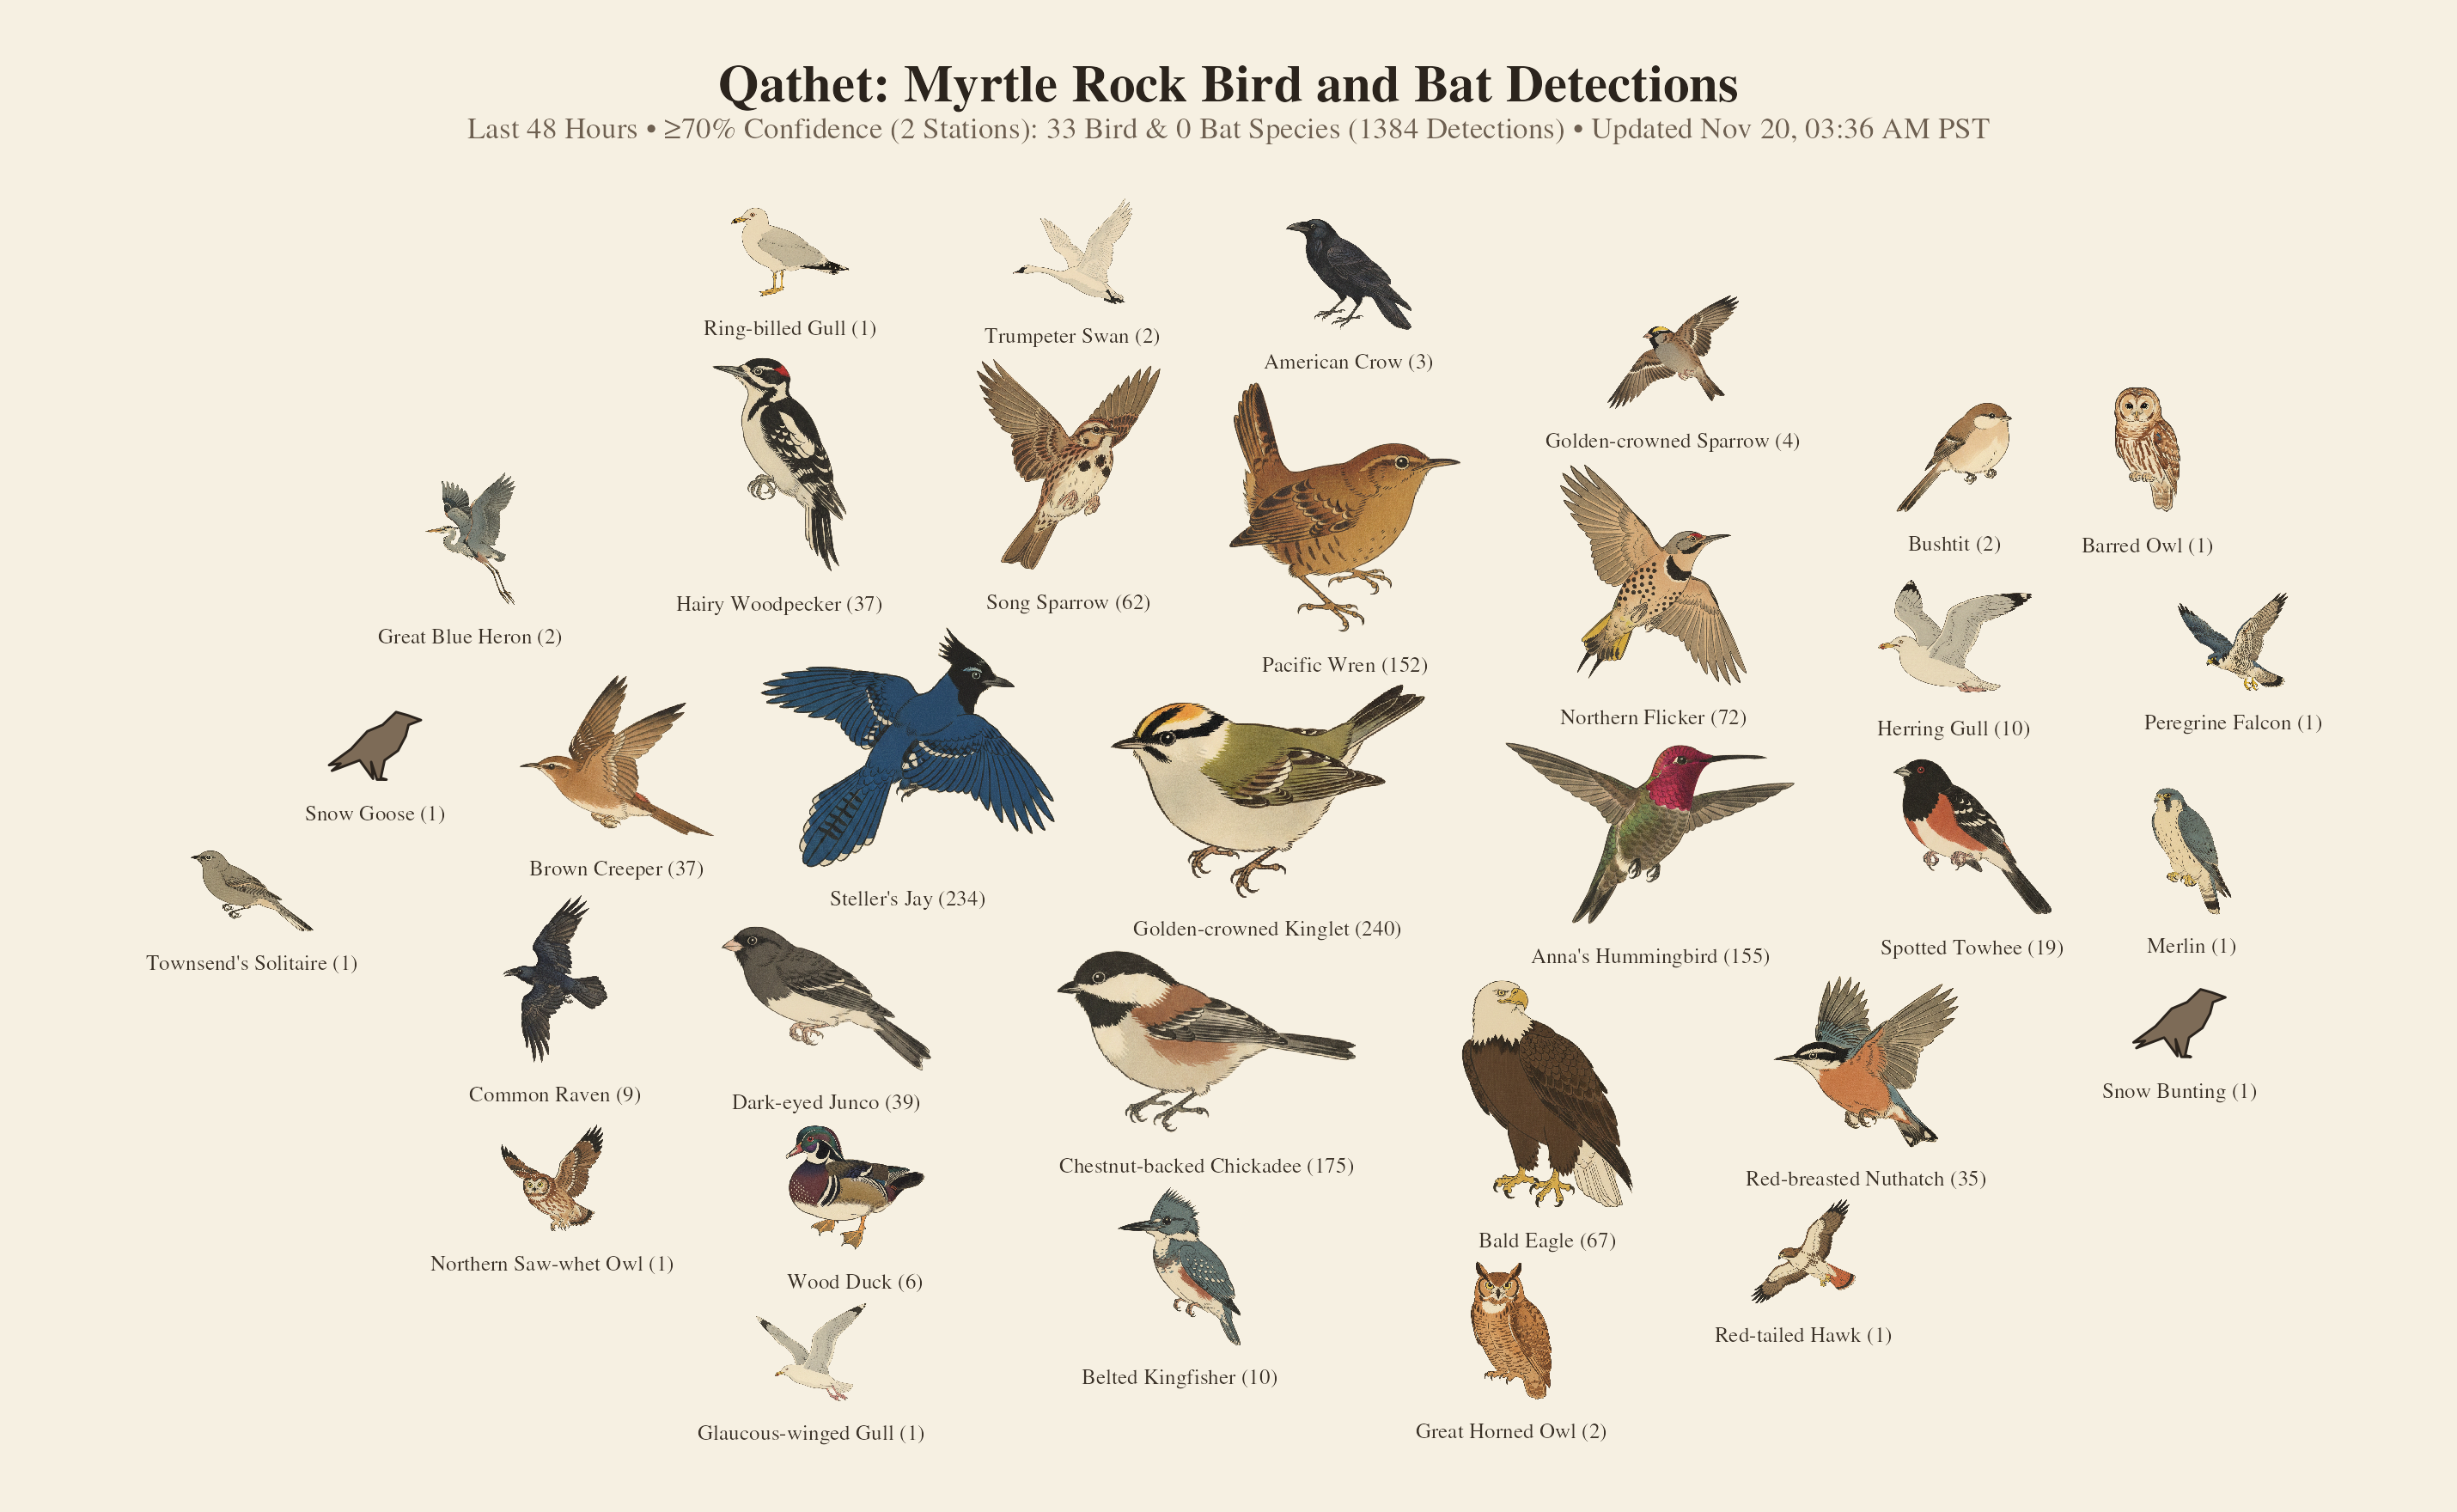 Qathet: Myrtle Rock Bird and Bat Detections
Last 48 Hours • ≥70% Confidence (2 Stations): 33 Bird & 0 Bat Species (1384 Detections) • Updated Nov 20, 03:36 AM PST
Ring-billed Gull (1)
Trumpeter Swan (2)
American Crow (3)
Golden-crowned Sparrow (4)
Bushtit (2)
Barred Owl (1)
Great Blue Heron (2)
Hairy Woodpecker (37)
Song Sparrow (62)
Pacific Wren (152)
Northern Flicker (72)
Herring Gull (10)
Peregrine Falcon (1)
Snow Goose (1)
Brown Creeper (37)
Steller's Jay (234)
Golden-crowned Kinglet (240)
Anna's Hummingbird (155)
Spotted Towhee (19)
Merlin (1)
Townsend's Solitaire (1)
Common Raven (9)
Dark-eyed Junco (39)
Chestnut-backed Chickadee (175)
Bald Eagle (67)
Red-breasted Nuthatch (35)
Snow Bunting (1)
Northern Saw-whet Owl (1)
Wood Duck (6)
Belted Kingfisher (10)
Red-tailed Hawk (1)
Glaucous-winged Gull (1)
Great Horned Owl (2)